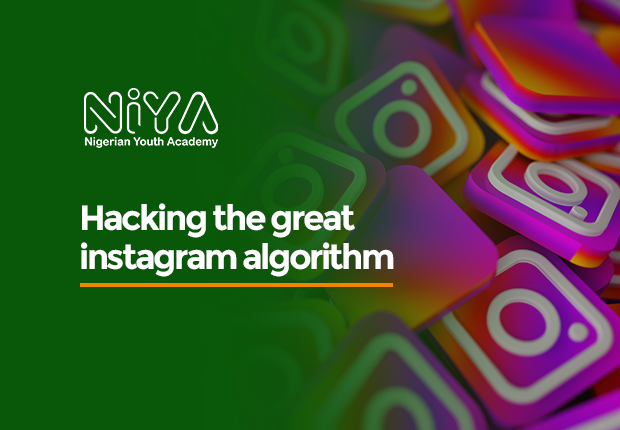 NiYA
Nigerian Youth Academy
Hacking the great
instagram algorithm